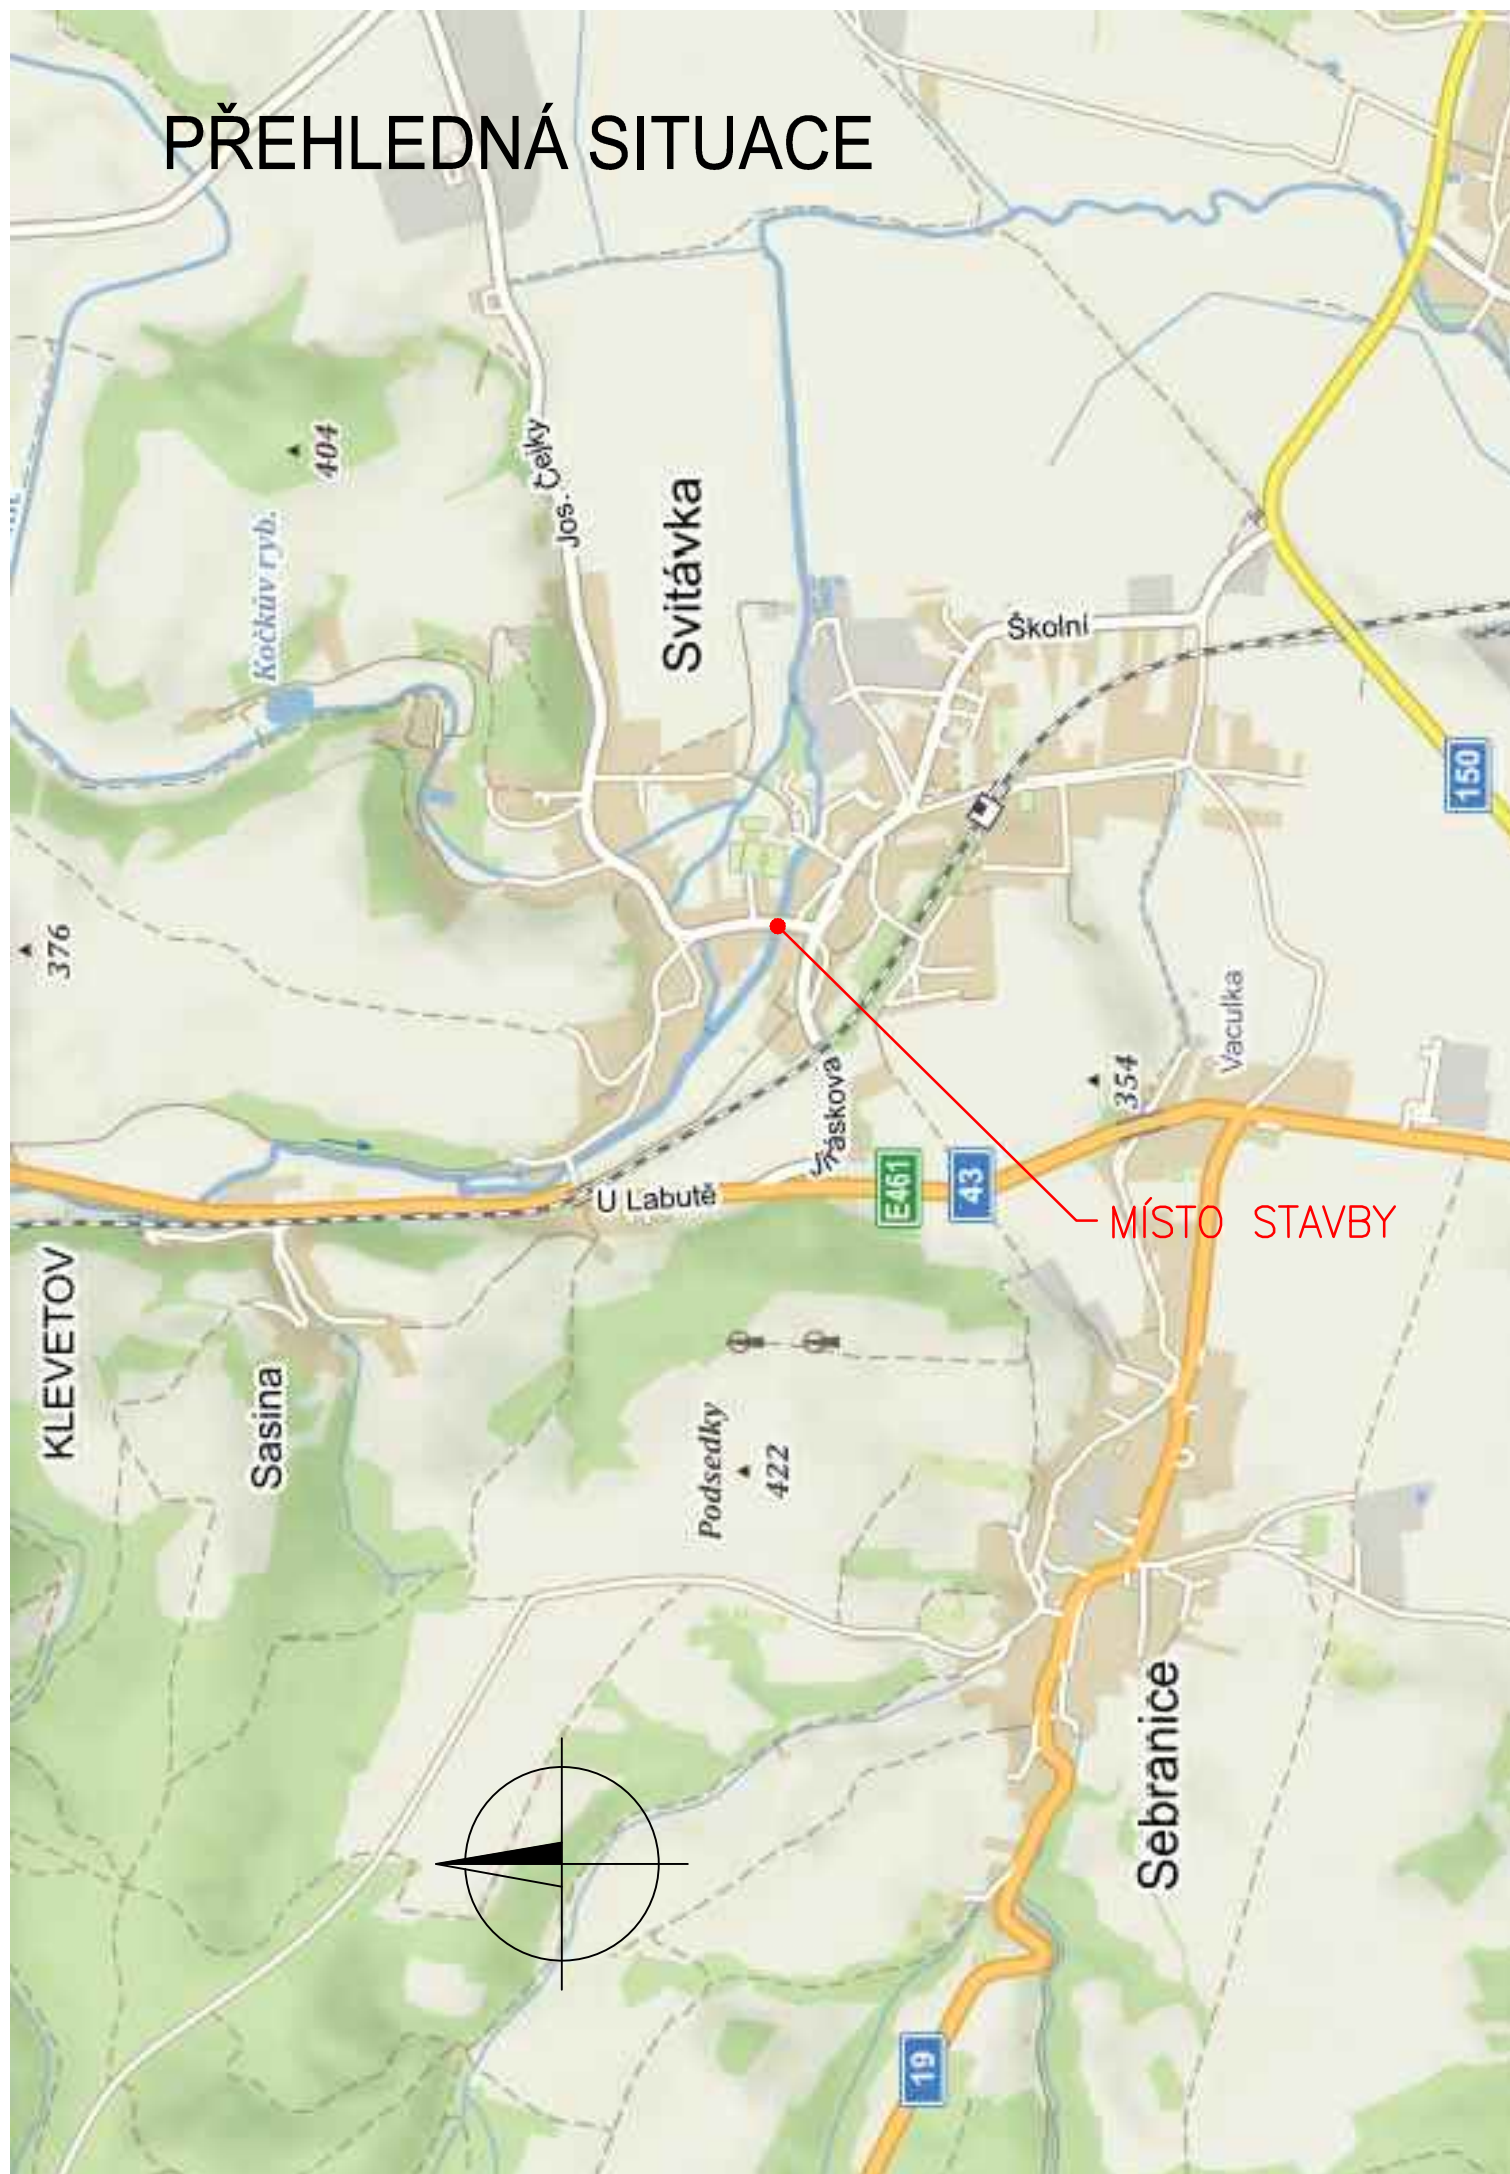 PŘEHLEDNÁ SITUACE
404
Kočkův ryb.
Jos. Čejky
Svitávka
Školní
150
376
Vaculka
354
Jiráskova
E461
43
U Labutě
MÍSTO STAVBY
KLEVETOV
Sasina
Podsedky
422
Sebranice
19